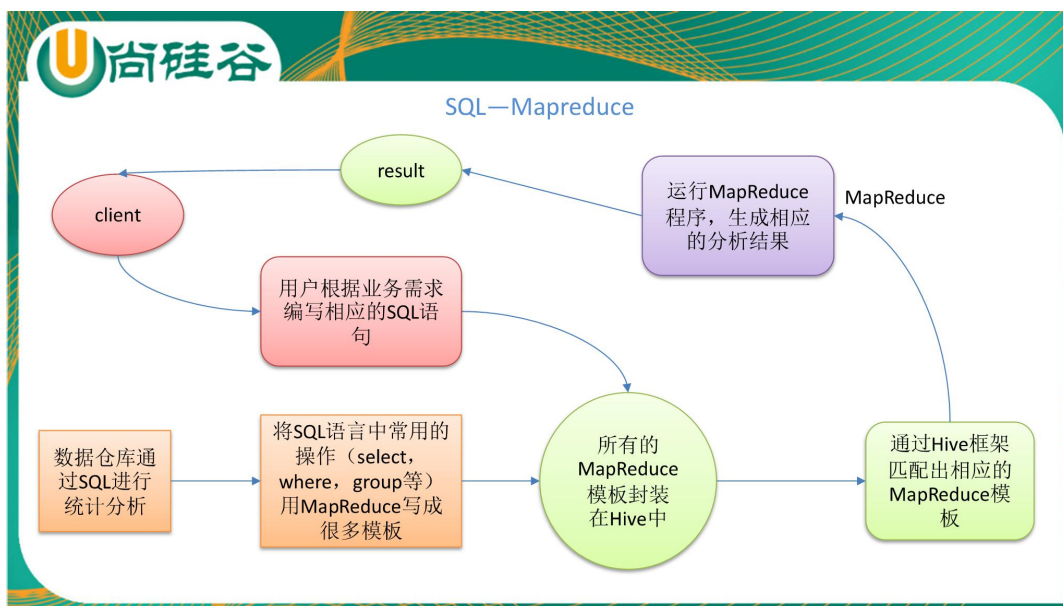 尚硅谷
SQL—Mapreduce
result
client
运行MapReduce
程序，生成相应
的分析结果
MapReduce
用户根据业务需求
编写相应的SQL语
句
数据仓库通
过SQL进行
统计分析
将SQL语言中常用的
操作（select，
where，group等）
用MapReduce写成
很多模板
所有的
MapReduce
模板封装
在Hive中
通过Hive框架
匹配出相应的
MapReduce模
板